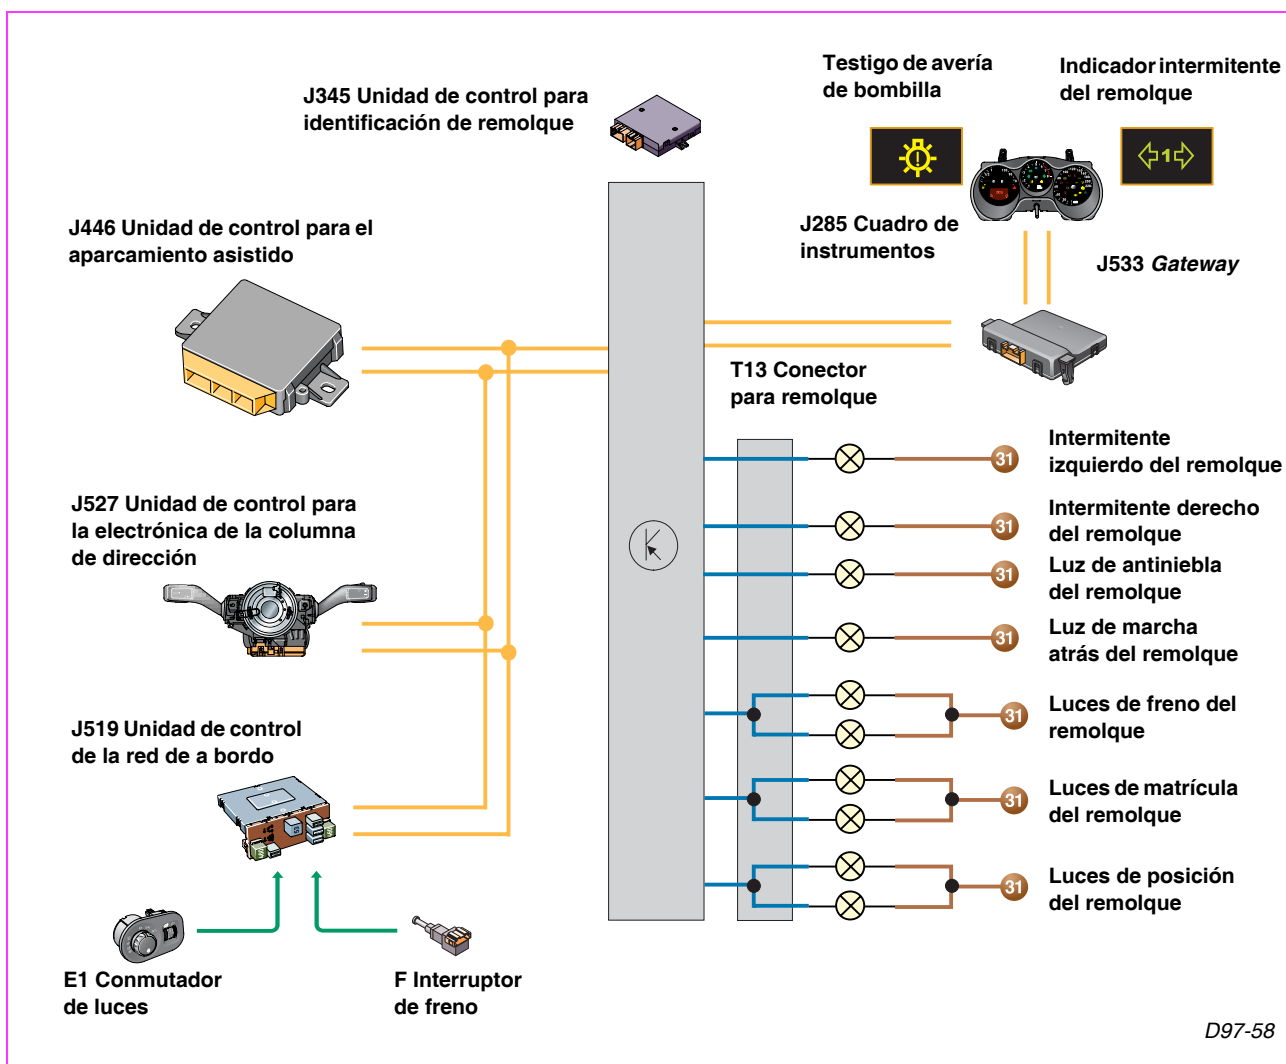 Testigo de avería
de bombilla
Indicador intermitente
del remolque
J345 Unidad de control para
identificación de remolque
1
J446 Unidad de control para el
aparcamiento asistido
J285 Cuadro de
instrumentos
J533 Gateway
T13 Conector
para remolque
Intermitente
izquierdo del remolque
31
J527 Unidad de control para
la electrónica de la columna
de dirección
Intermitente derecho
del remolque
31
Luz de antiniebla
del remolque
31
Luz de marcha
atrás del remolque
31
J519 Unidad de control
de la red de a bordo
Luces de freno del
remolque
31
Luces de matrícula
del remolque
31
Luces de posición
del remolque
31
E1 Conmutador
de luces
F Interruptor
de freno
D97-58